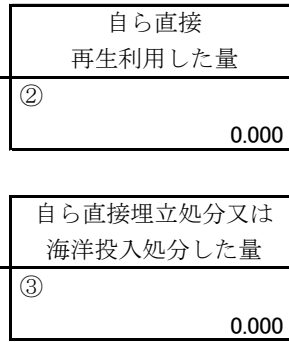 自ら直接
再生利用した量
②
0.000
自ら直接埋立処分又は
海洋投入処分した量
③
0.000